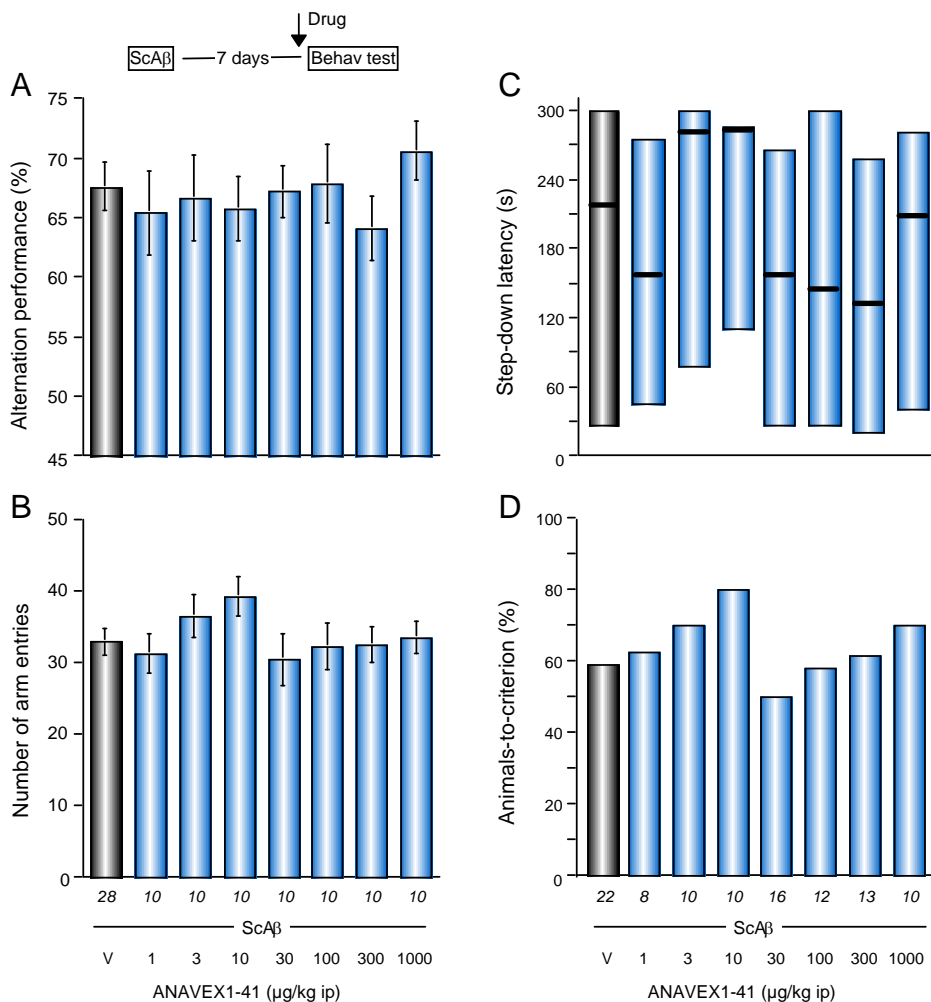 Drug
ScAβ
7 days
Behav test
A
Alternation performance (%)
75
70
65
60
55
50
45
C
Step-down latency (s)
300
240
180
120
60
0
B
Number of arm entries
50
40
30
20
10
0
28 10 10 10 10 10 10 10
ScAβ
V 1 3 10 30 100 300 1000
ANAVEX1-41 (µg/kg ip)
D
Animals-to-criterion (%)
100
80
60
40
20
0
22 8 10 10 16 12 13 10
ScAβ
V 1 3 10 30 100 300 1000
ANAVEX1-41 (µg/kg ip)